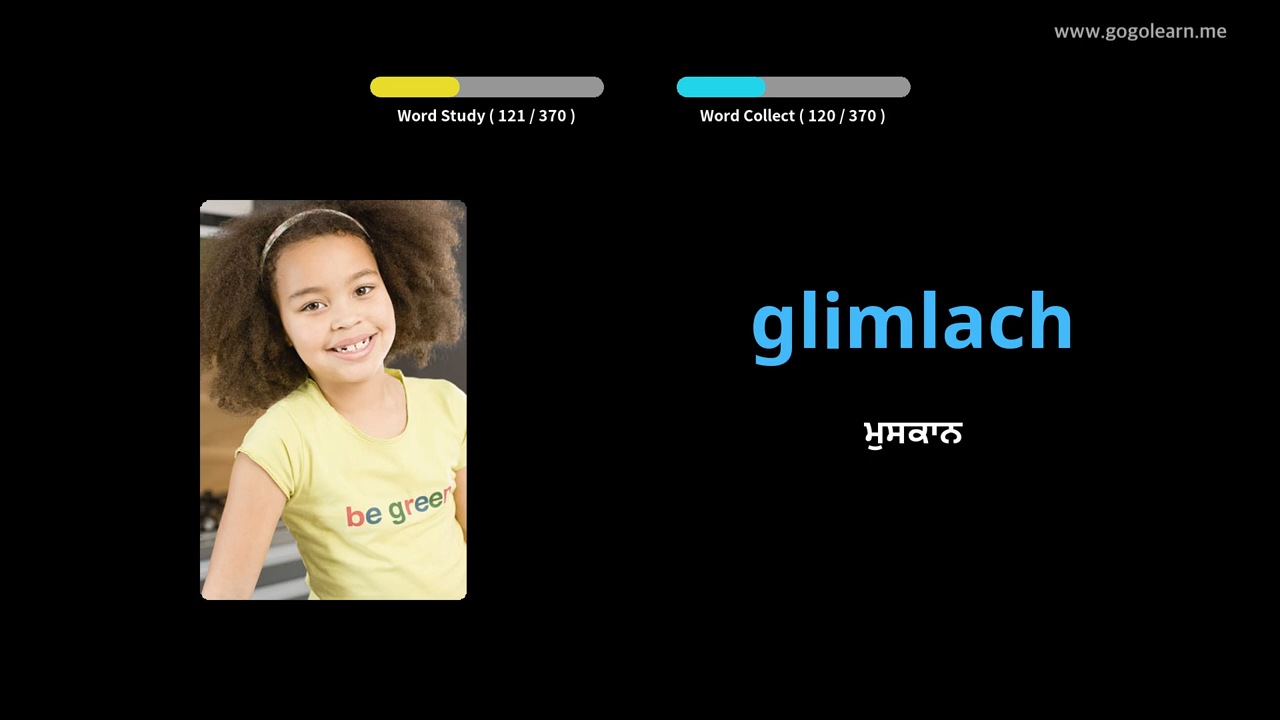 www.gogolearn.me
Word Study ( 121 / 370 )
Word Collect ( 120 / 370 )
glimlach
ਮੁਸਕਾਨ
be green